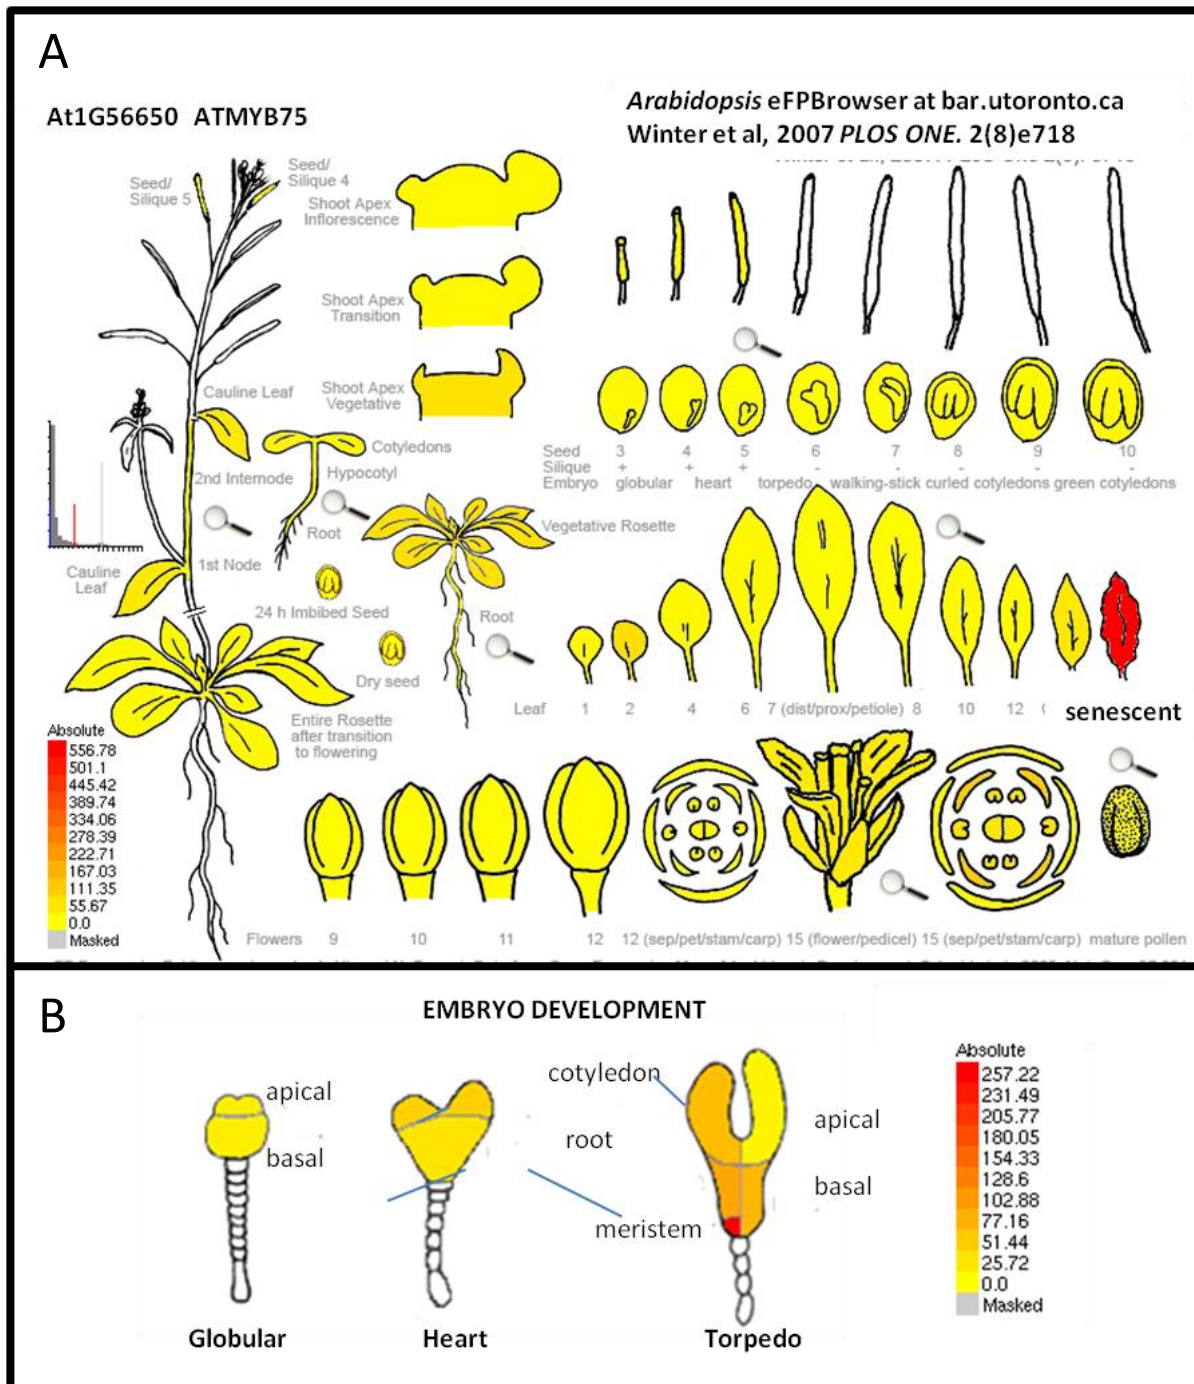 A
At1G56650 ATMYB75
Arabidopsis eFPBrowser at bar.utoronto.ca
Winter et al, 2007 PLOS ONE. 2(8)e718
Seed/
Silique 5
Seed/
Silique 4
Shoot Apex
Inflorescence
Shoot Apex
Transition
Shoot Apex
Vegetative
Cauline Leaf
Cotyledons
2nd Internode
Hypocotyl
Root
1st Node
Cauline
Leaf
24 h Imbibed Seed
Dry seed
Vegetative Rosette
Root
Entire Rosette
after transition
to flowering
Seed 3 4 5 6 7 8 9 10
Silique + + + - - - - -
Embryo globular heart torpedo walking-stick curled cotyledons green cotyledons
Leaf 1 2 4 6 7 (dist/prox/petiole) 8 10 12
senescent
Absolute
556.78
501.1
445.42
389.74
334.06
278.39
222.71
167.03
111.35
55.67
0.0
Masked
Flowers 9 10 11 12 12 (sep/pet/stam/carp) 15 (flower/pedicel) 15 (sep/pet/stam/carp) mature pollen
B
EMBRYO DEVELOPMENT
apical
basal
cotyledon
root
meristem
apical
basal
Globular
Heart
Torpedo
Absolute
257.22
231.49
205.77
180.05
154.33
128.6
102.88
77.16
51.44
25.72
0.0
Masked